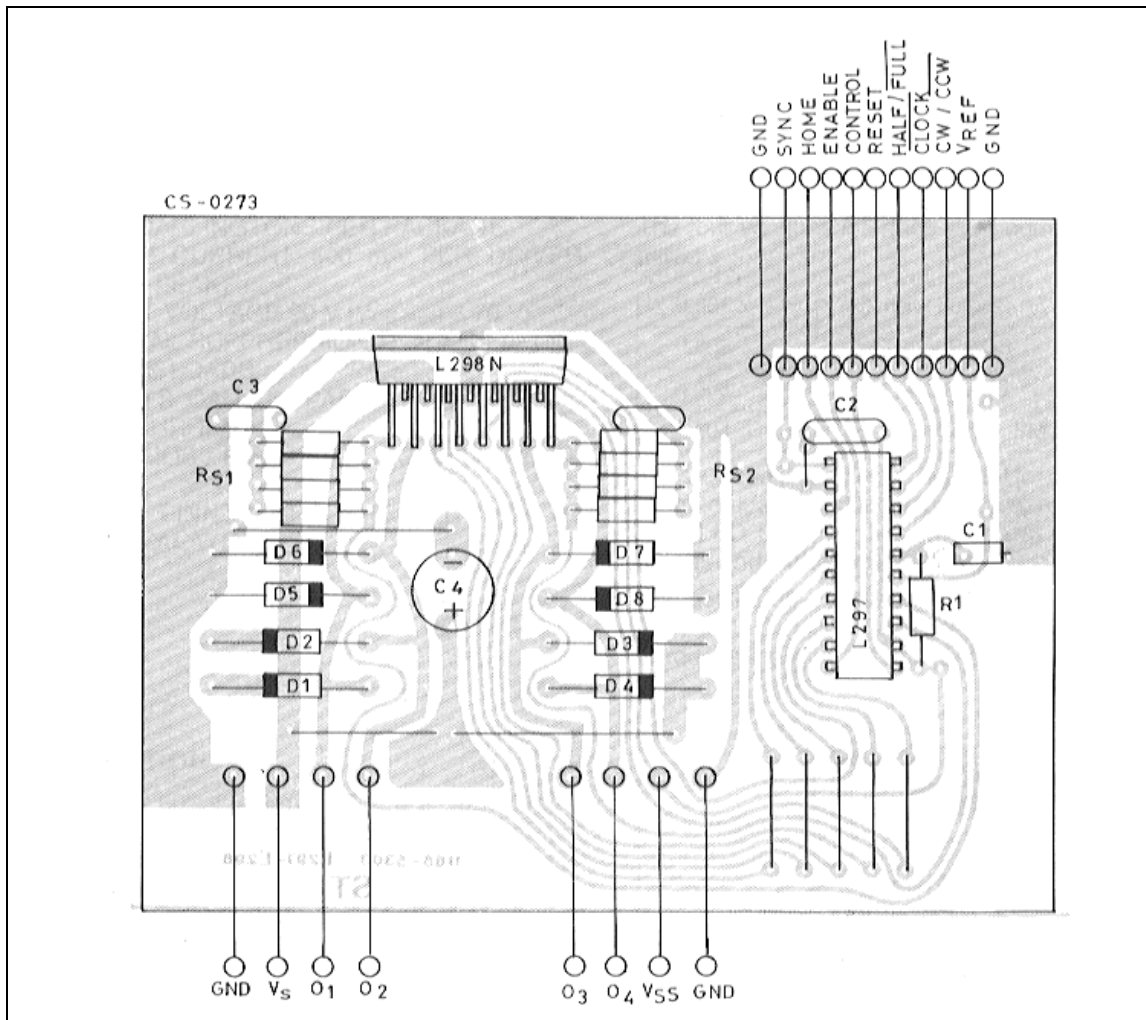 GND
SYNC
HOME
ENABLE
CONTROL
RESET
HALF / FULL
CLOCK
CW / CCW
VREF
GND
CS-0273
L298N
C3
C2
RS1
RS2
C1
D6
D7
C4
−
+
D5
D8
R1
L297
D2
D3
D1
D4
ST
GND
VS
O1
O2
O3
O4
VSS
GND